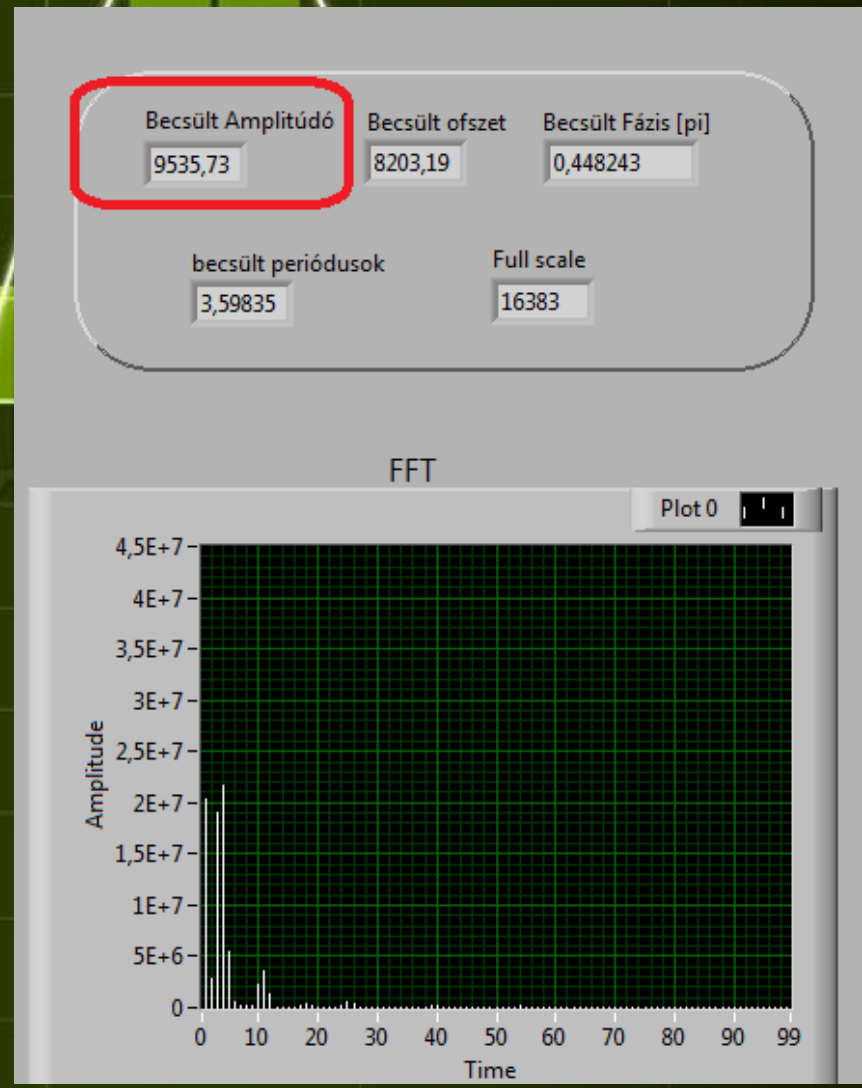 Becsült Amplitúdó Becsült ofszet Becsült Fázis [pi]
9535,73 8203,19 0,448243
becsült periódusok Full scale
3,59835 16383
FFT
Plot 0
4,5E+7
4E+7
3,5E+7
3E+7
2,5E+7
2E+7
1,5E+7
1E+7
5E+6
0
Amplitude
0 10 20 30 40 50 60 70 80 90 99
Time